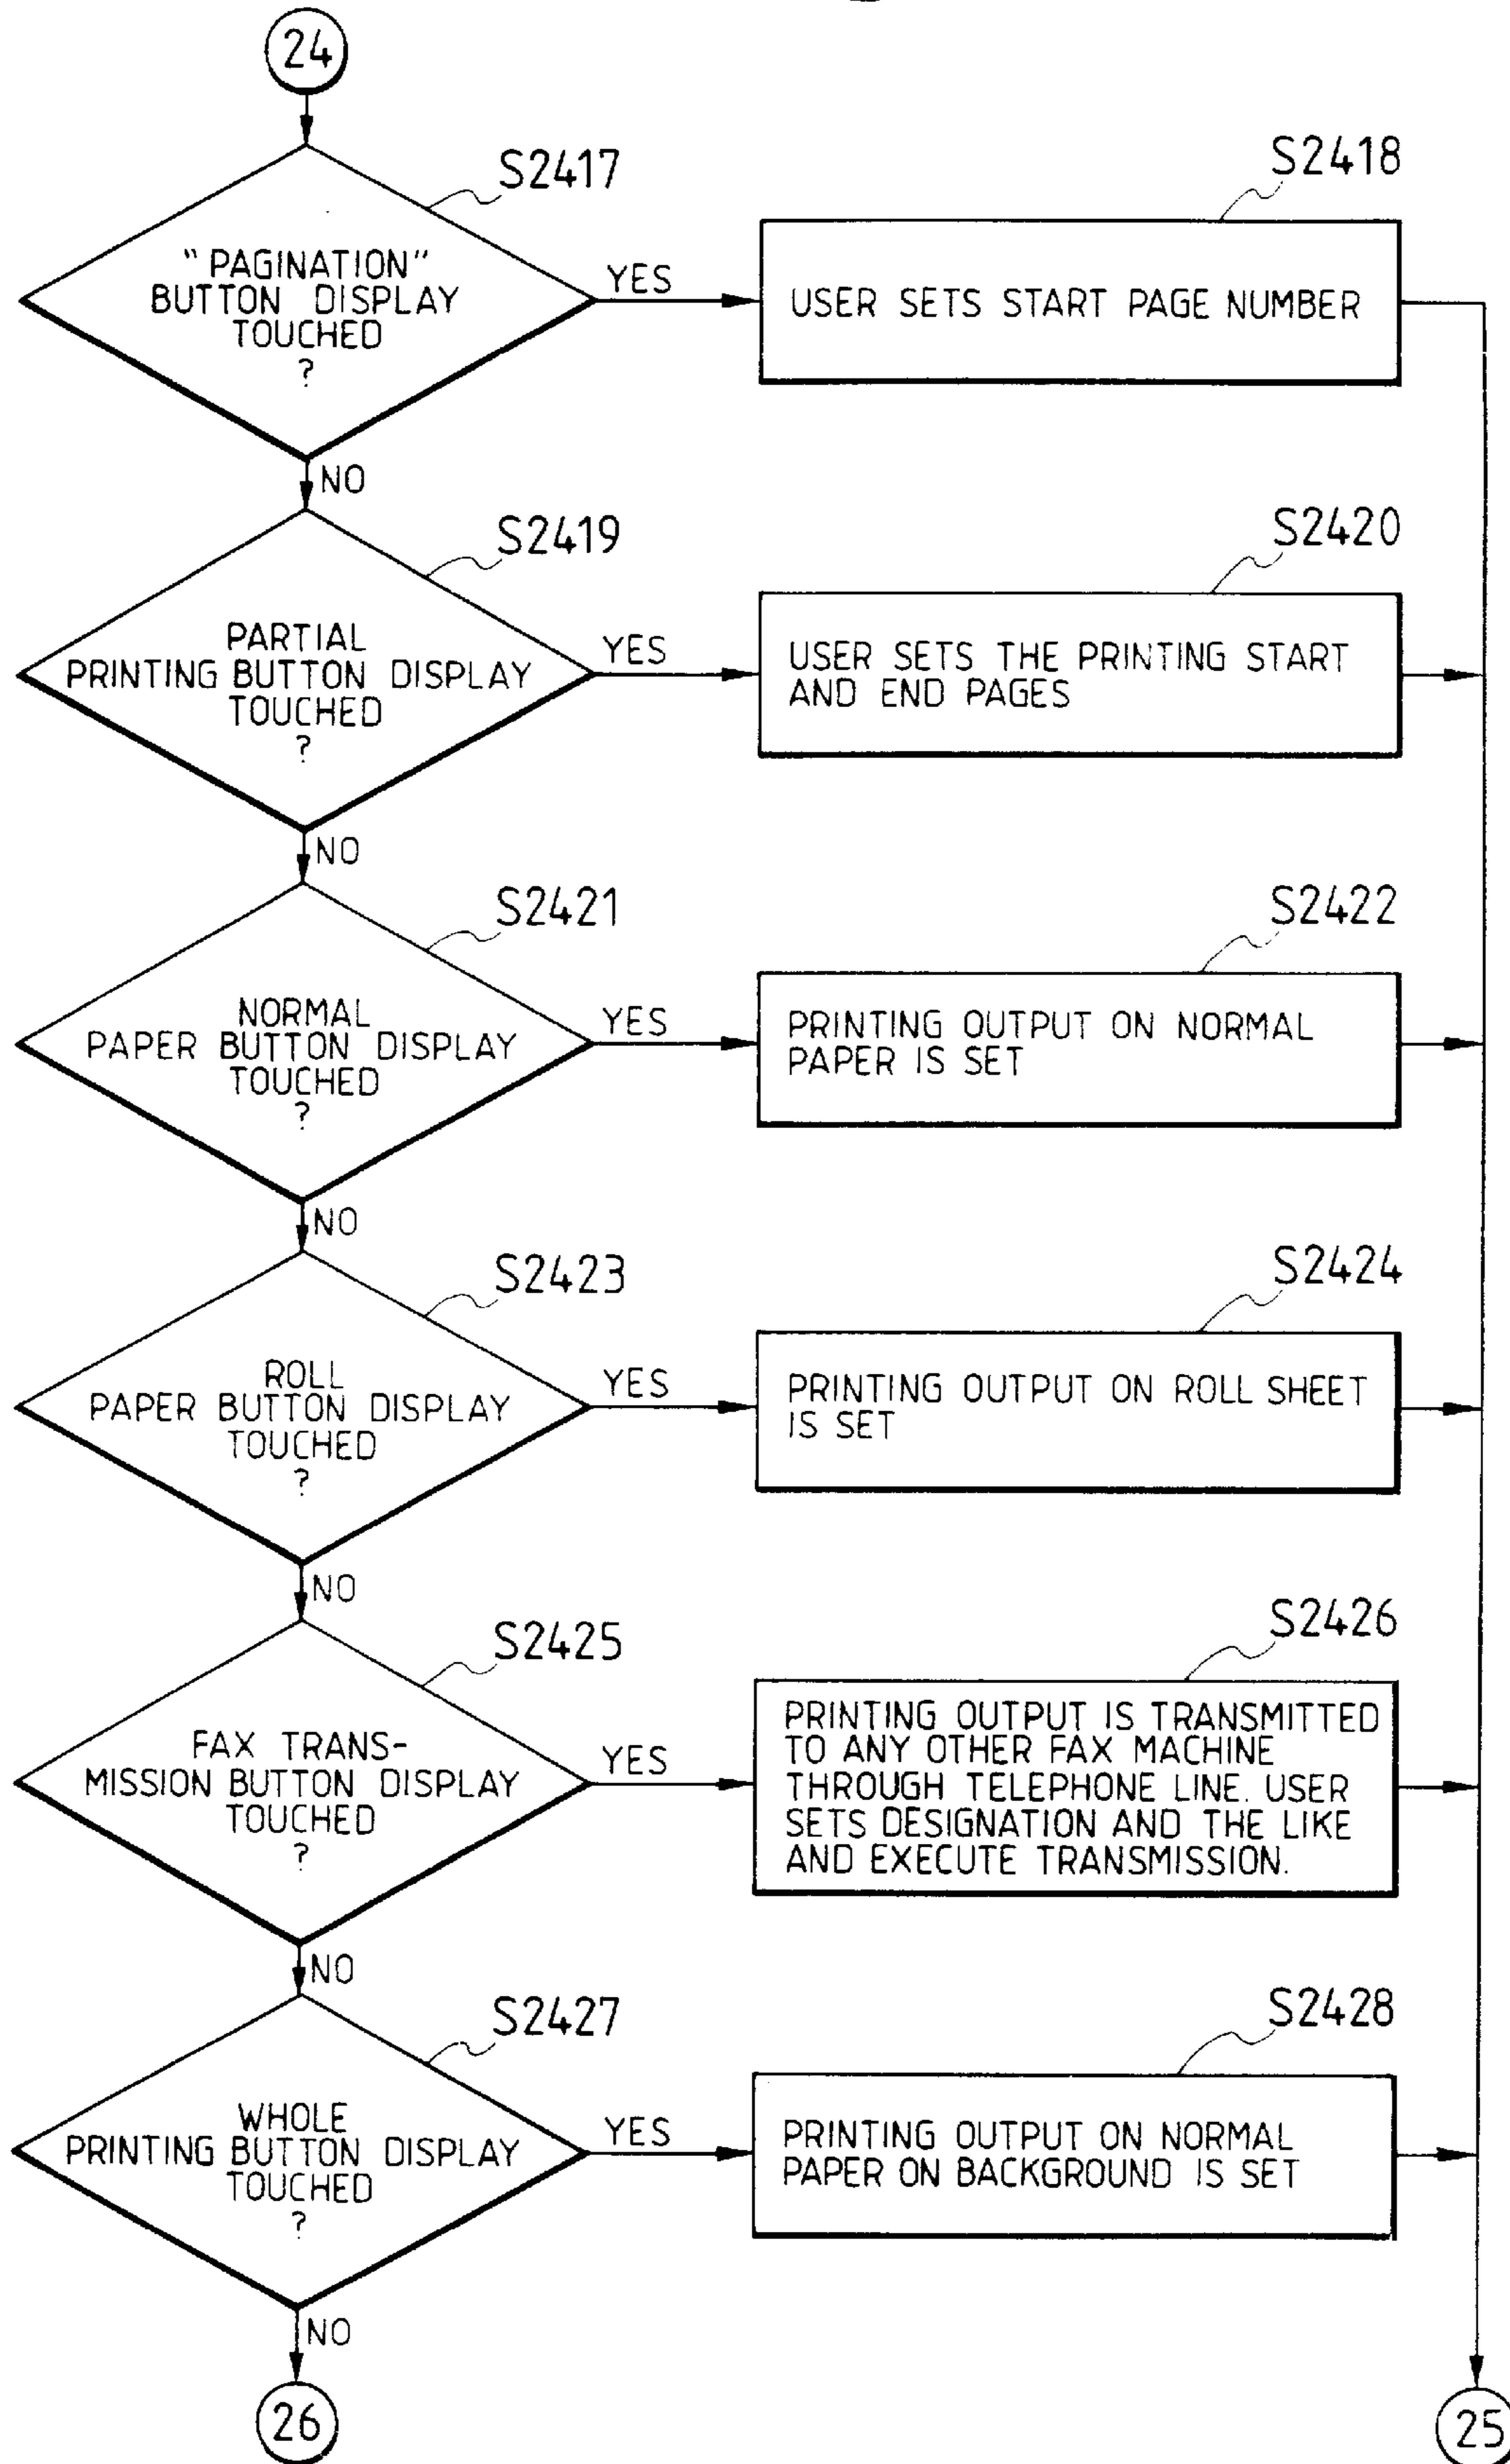 24
S2417
S2418
" PAGINATION"
BUTTON DISPLAY
TOUCHED
?
YES
USER SETS START PAGE NUMBER
NO
S2419
S2420
PARTIAL
PRINTING BUTTON DISPLAY
TOUCHED
?
YES
USER SETS THE PRINTING START
AND END PAGES
NO
S2421
S2422
NORMAL
PAPER BUTTON DISPLAY
TOUCHED
?
YES
PRINTING OUTPUT ON NORMAL
PAPER IS SET
NO
S2423
S2424
ROLL
PAPER BUTTON DISPLAY
TOUCHED
?
YES
PRINTING OUTPUT ON ROLL SHEET
IS SET
NO
S2425
S2426
FAX TRANS-
MISSION BUTTON DISPLAY
TOUCHED
?
YES
PRINTING OUTPUT IS TRANSMITTED
TO ANY OTHER FAX MACHINE
THROUGH TELEPHONE LINE. USER
SETS DESIGNATION AND THE LIKE
AND EXECUTE TRANSMISSION.
NO
S2427
S2428
WHOLE
PRINTING BUTTON DISPLAY
TOUCHED
?
YES
PRINTING OUTPUT ON NORMAL
PAPER ON BACKGROUND IS SET
NO
26
25